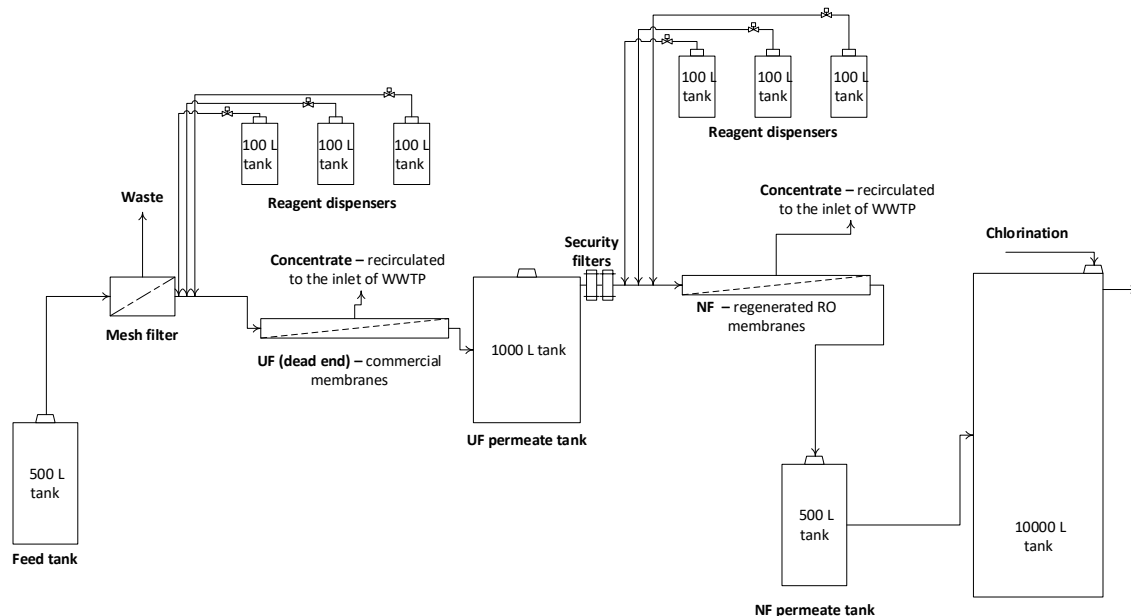 100 L
tank
100 L
tank
100 L
tank
Reagent dispensers
100 L
tank
100 L
tank
100 L
tank
Reagent dispensers
Waste
Mesh filter
Concentrate – recirculated
to the inlet of WWTP
UF (dead end) – commercial
membranes
Security
filters
1000 L tank
UF permeate tank
Concentrate – recirculated
to the inlet of WWTP
NF – regenerated RO
membranes
Chlorination
500 L
tank
Feed tank
500 L
tank
NF permeate tank
10000 L
tank